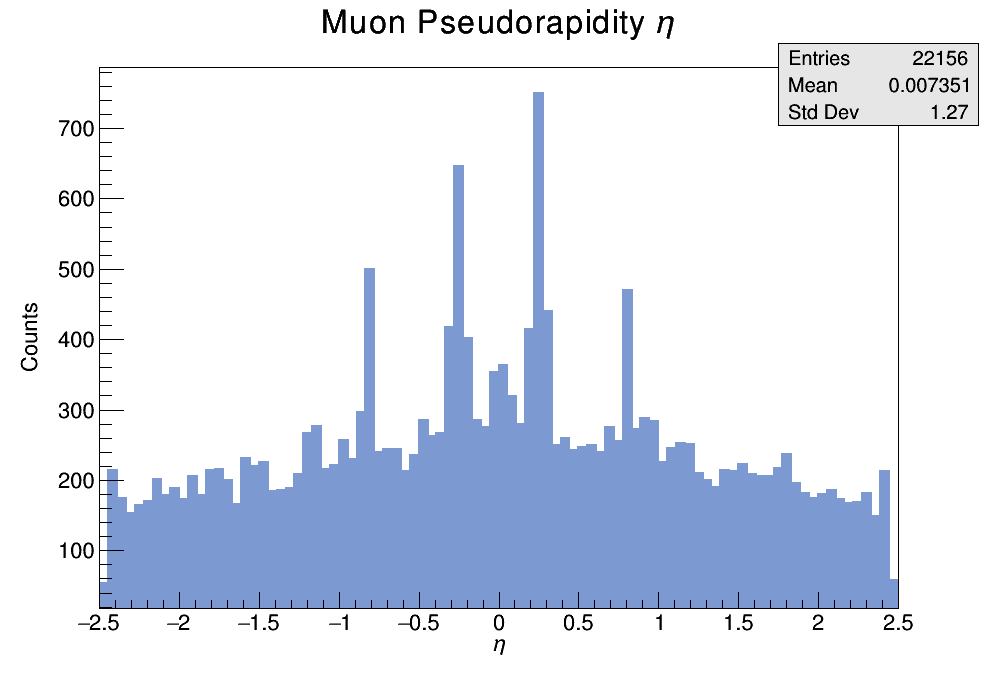 Muon Pseudorapidity η
Entries 22156
Mean 0.007351
Std Dev 1.27
700
600
500
400
300
200
100
Counts
−2.5 −2 −1.5 −1 −0.5 0 0.5 1 1.5 2 2.5
η